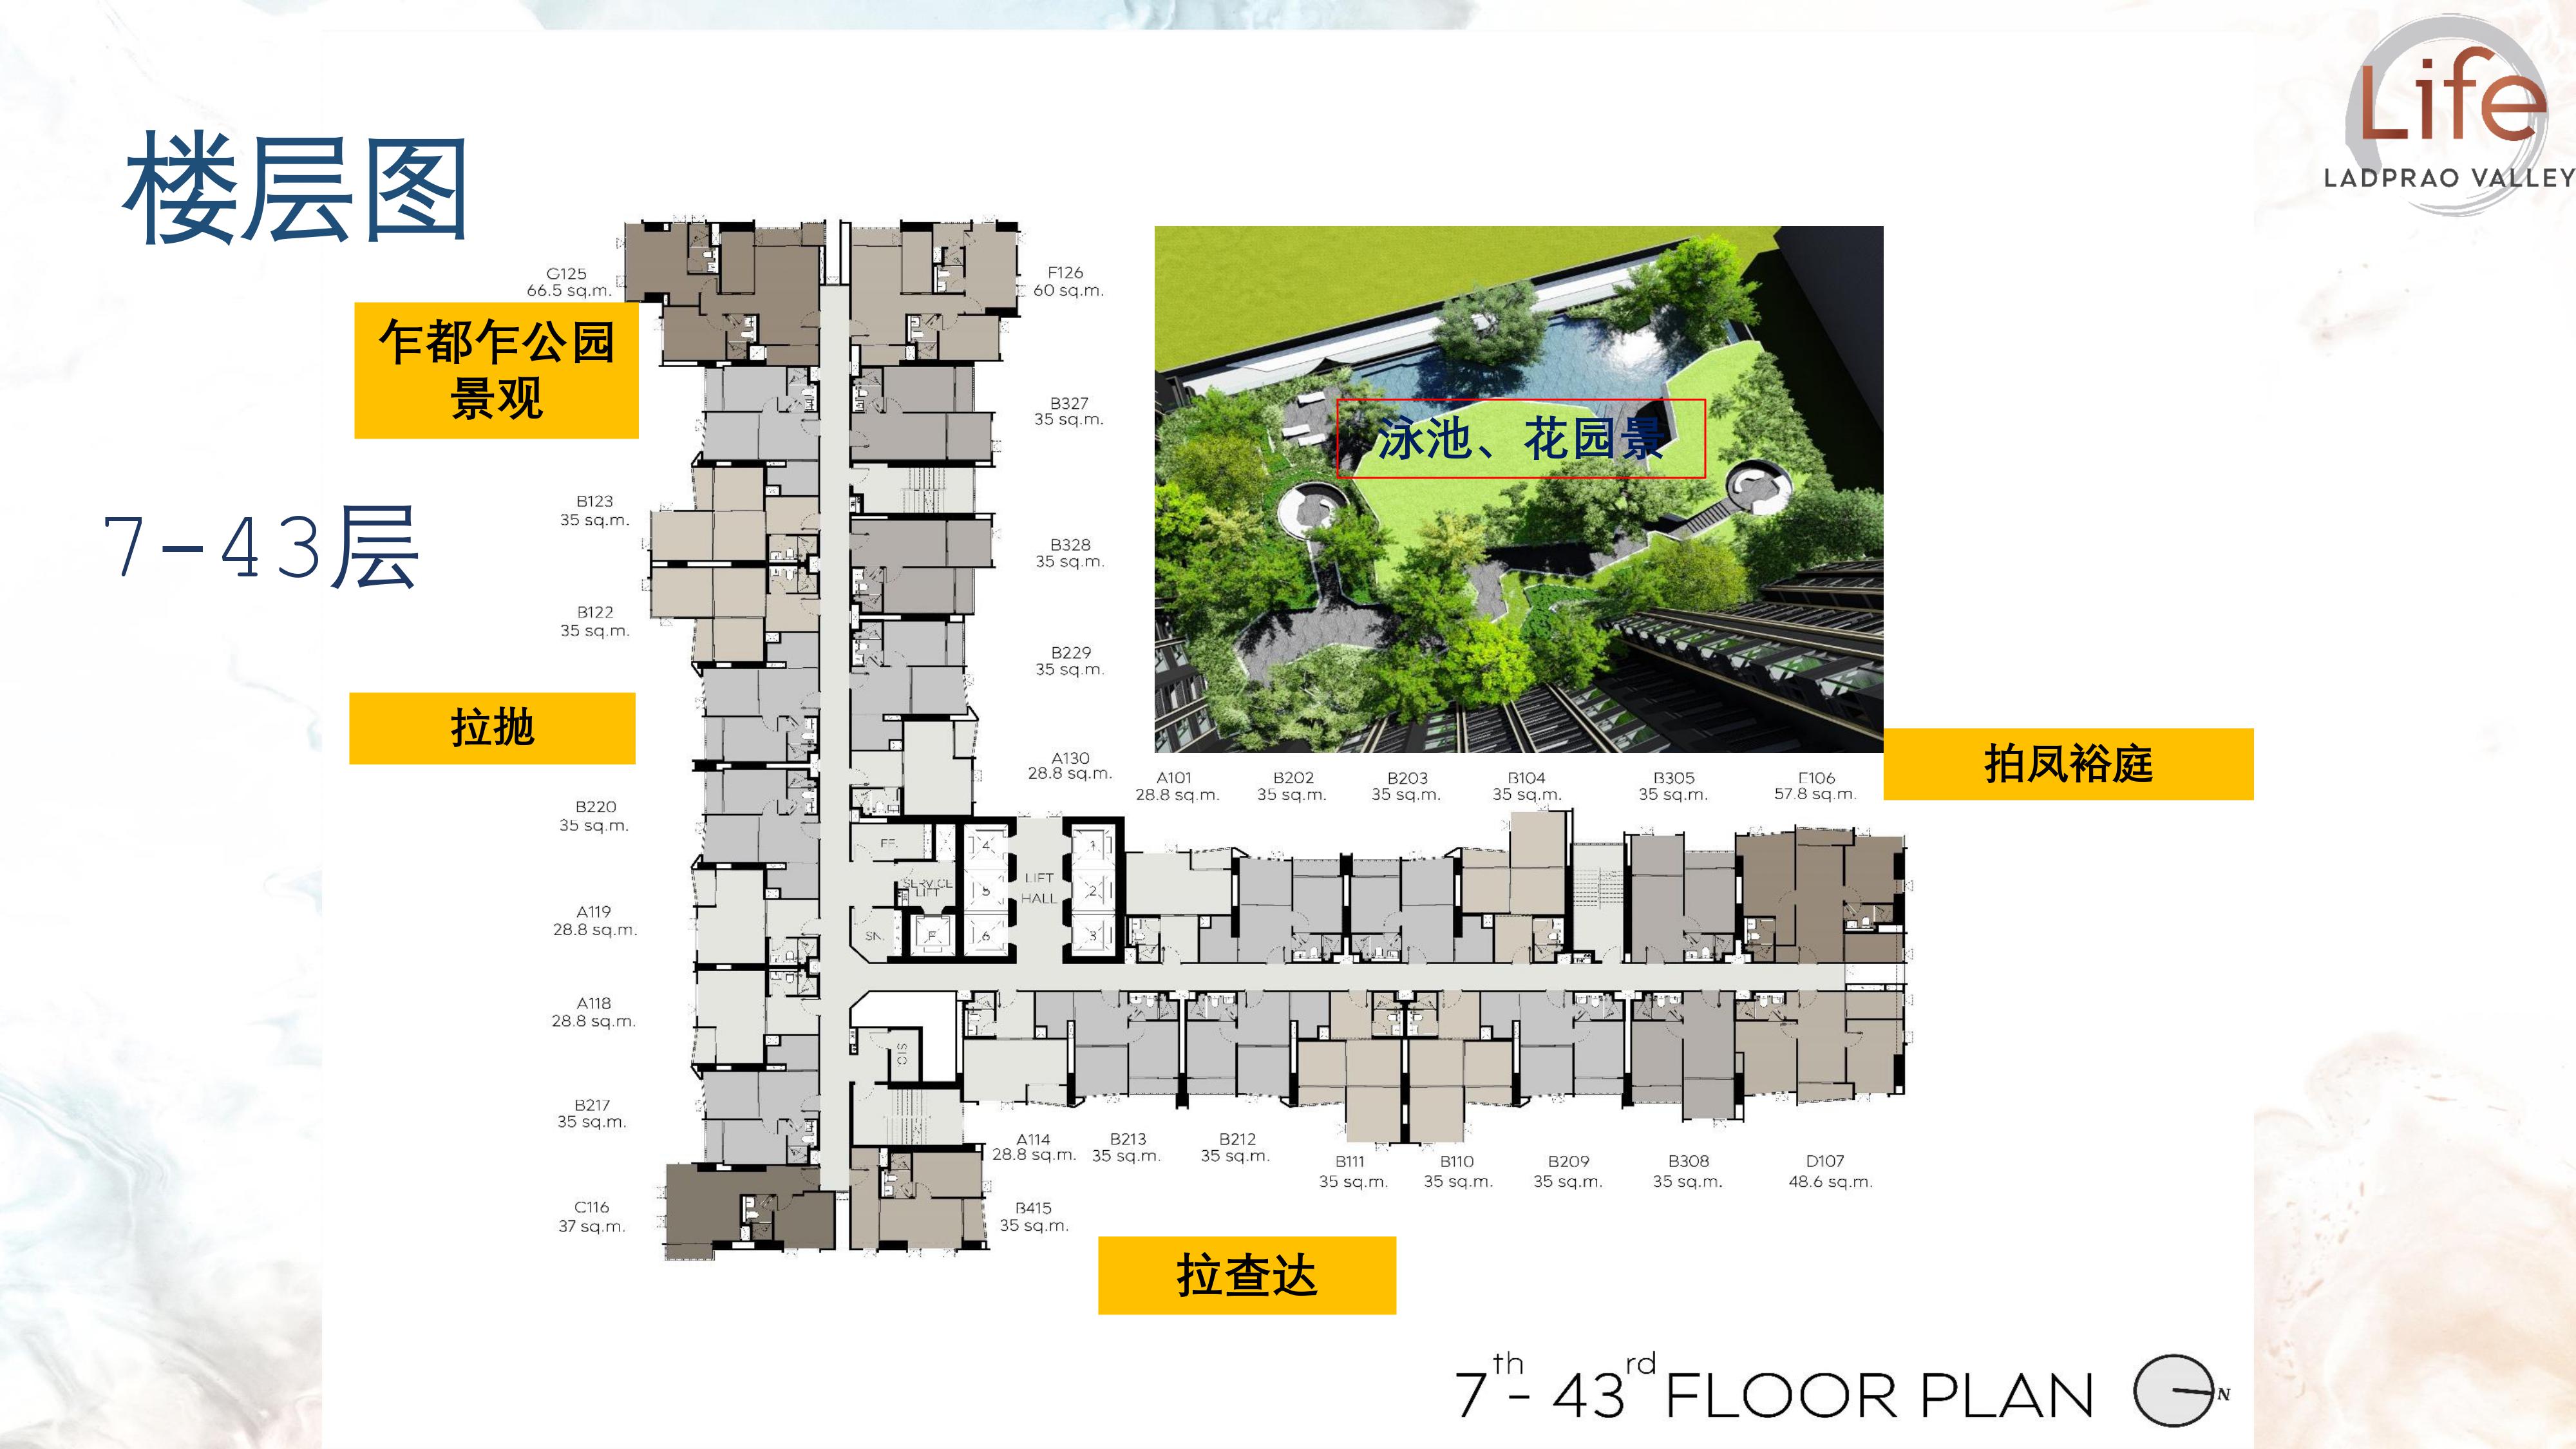 Life
LADPRAO VALLEY
楼层图
7-43层
G125
66.5 sq.m.
F126
60 sq.m.
乍都乍公园
景观
B327
35 sq.m.
泳池、花园景
B123
35 sq.m.
B328
35 sq.m.
B122
35 sq.m.
B229
35 sq.m.
拉抛
A130
28.8 sq.m.
拍凤裕庭
A101
28.8 sq.m.
B202
35 sq.m.
B203
35 sq.m.
B104
35 sq.m.
B305
35 sq.m.
E106
57.8 sq.m.
B220
35 sq.m.
FF.
SERVICE
LIFT
4
5
6
LIFT
HALL
1
2
3
SN.
F
A119
28.8 sq.m.
A118
28.8 sq.m.
B217
35 sq.m.
C116
37 sq.m.
A114
28.8 sq.m.
B213
35 sq.m.
B212
35 sq.m.
B111
35 sq.m.
B110
35 sq.m.
B209
35 sq.m.
B308
35 sq.m.
D107
48.6 sq.m.
B415
35 sq.m.
拉查达
7th- 43rd FLOOR PLAN
N